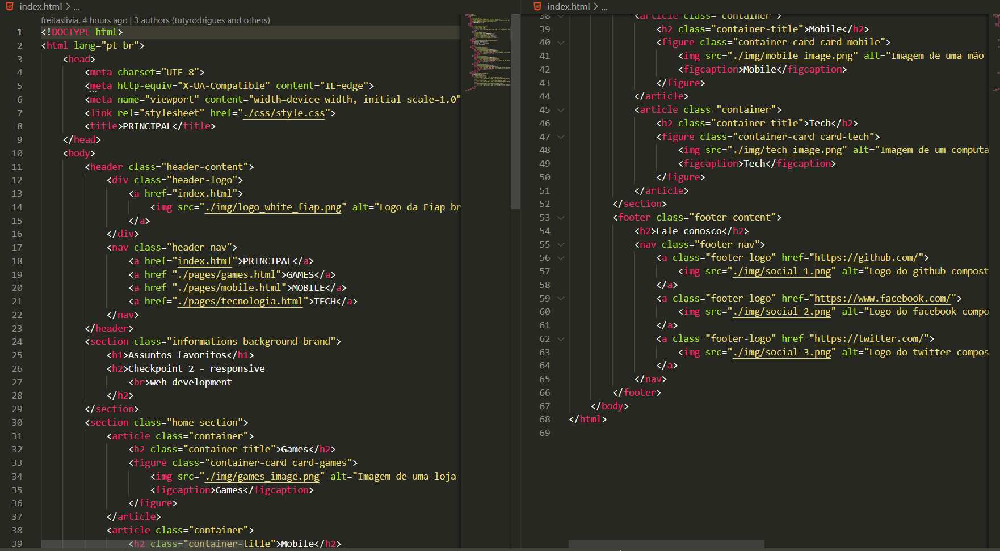 index.html > ...
freitaslivia, 4 hours ago | 3 authors (tutyrodrigues and others)
1 <!DOCTYPE html>
2 <html lang="pt-br">
3 <head>
4 <meta charset="UTF-8">
5 <meta http-equiv="X-UA-Compatible" content="IE=edge">
6 <meta name="viewport" content="width=device-width, initial-scale=1.0"
7 <link rel="stylesheet" href="./css/style.css">
8 <title>PRINCIPAL</title>
9 </head>
10 <body>
11 <header class="header-content">
12 <div class="header-logo">
13 <a href="index.html">
14 <img src="./img/logo_white_fiap.png" alt="Logo da Fiap br
15 </a>
16 </div>
17 <nav class="header-nav">
18 <a href="index.html">PRINCIPAL</a>
19 <a href="./pages/games.html">GAMES</a>
20 <a href="./pages/mobile.html">MOBILE</a>
21 <a href="./pages/tecnologia.html">TECH</a>
22 </nav>
23 </header>
24 <section class="informations background-brand">
25 <h1>Assuntos favoritos</h1>
26 <h2>Checkpoint 2 - responsive
27 <br>web development
28 </h2>
29 </section>
30 <section class="home-section">
31 <article class="container">
32 <h2 class="container-title">Games</h2>
33 <figure class="container-card card-games">
34 <img src="./img/games_image.png" alt="Imagem de uma loja
35 <figcaption>Games</figcaption>
36 </figure>
37 </article>
38 <article class="container">
39 <h2 class="container-title">Mobile</h2>
index.html > ...
38 <article class="container">
39 <h2 class="container-title">Mobile</h2>
40 <figure class="container-card card-mobile">
41 <img src="./img/mobile_image.png" alt="Imagem de uma mão
42 <figcaption>Mobile</figcaption>
43 </figure>
44 </article>
45 <article class="container">
46 <h2 class="container-title">Tech</h2>
47 <figure class="container-card card-tech">
48 <img src="./img/tech_image.png" alt="Imagem de um computa
49 <figcaption>Tech</figcaption>
50 </figure>
51 </article>
52 </section>
53 <footer class="footer-content">
54 <h2>Fale conosco</h2>
55 <nav class="footer-nav">
56 <a class="footer-logo" href="https://github.com/">
57 <img src="./img/social-1.png" alt="Logo do github compost
58 </a>
59 <a class="footer-logo" href="https://www.facebook.com/">
60 <img src="./img/social-2.png" alt="Logo do facebook compo
61 </a>
62 <a class="footer-logo" href="https://twitter.com/">
63 <img src="./img/social-3.png" alt="Logo do twitter compos
64 </a>
65 </nav>
66 </footer>
67 </body>
68 </html>
69